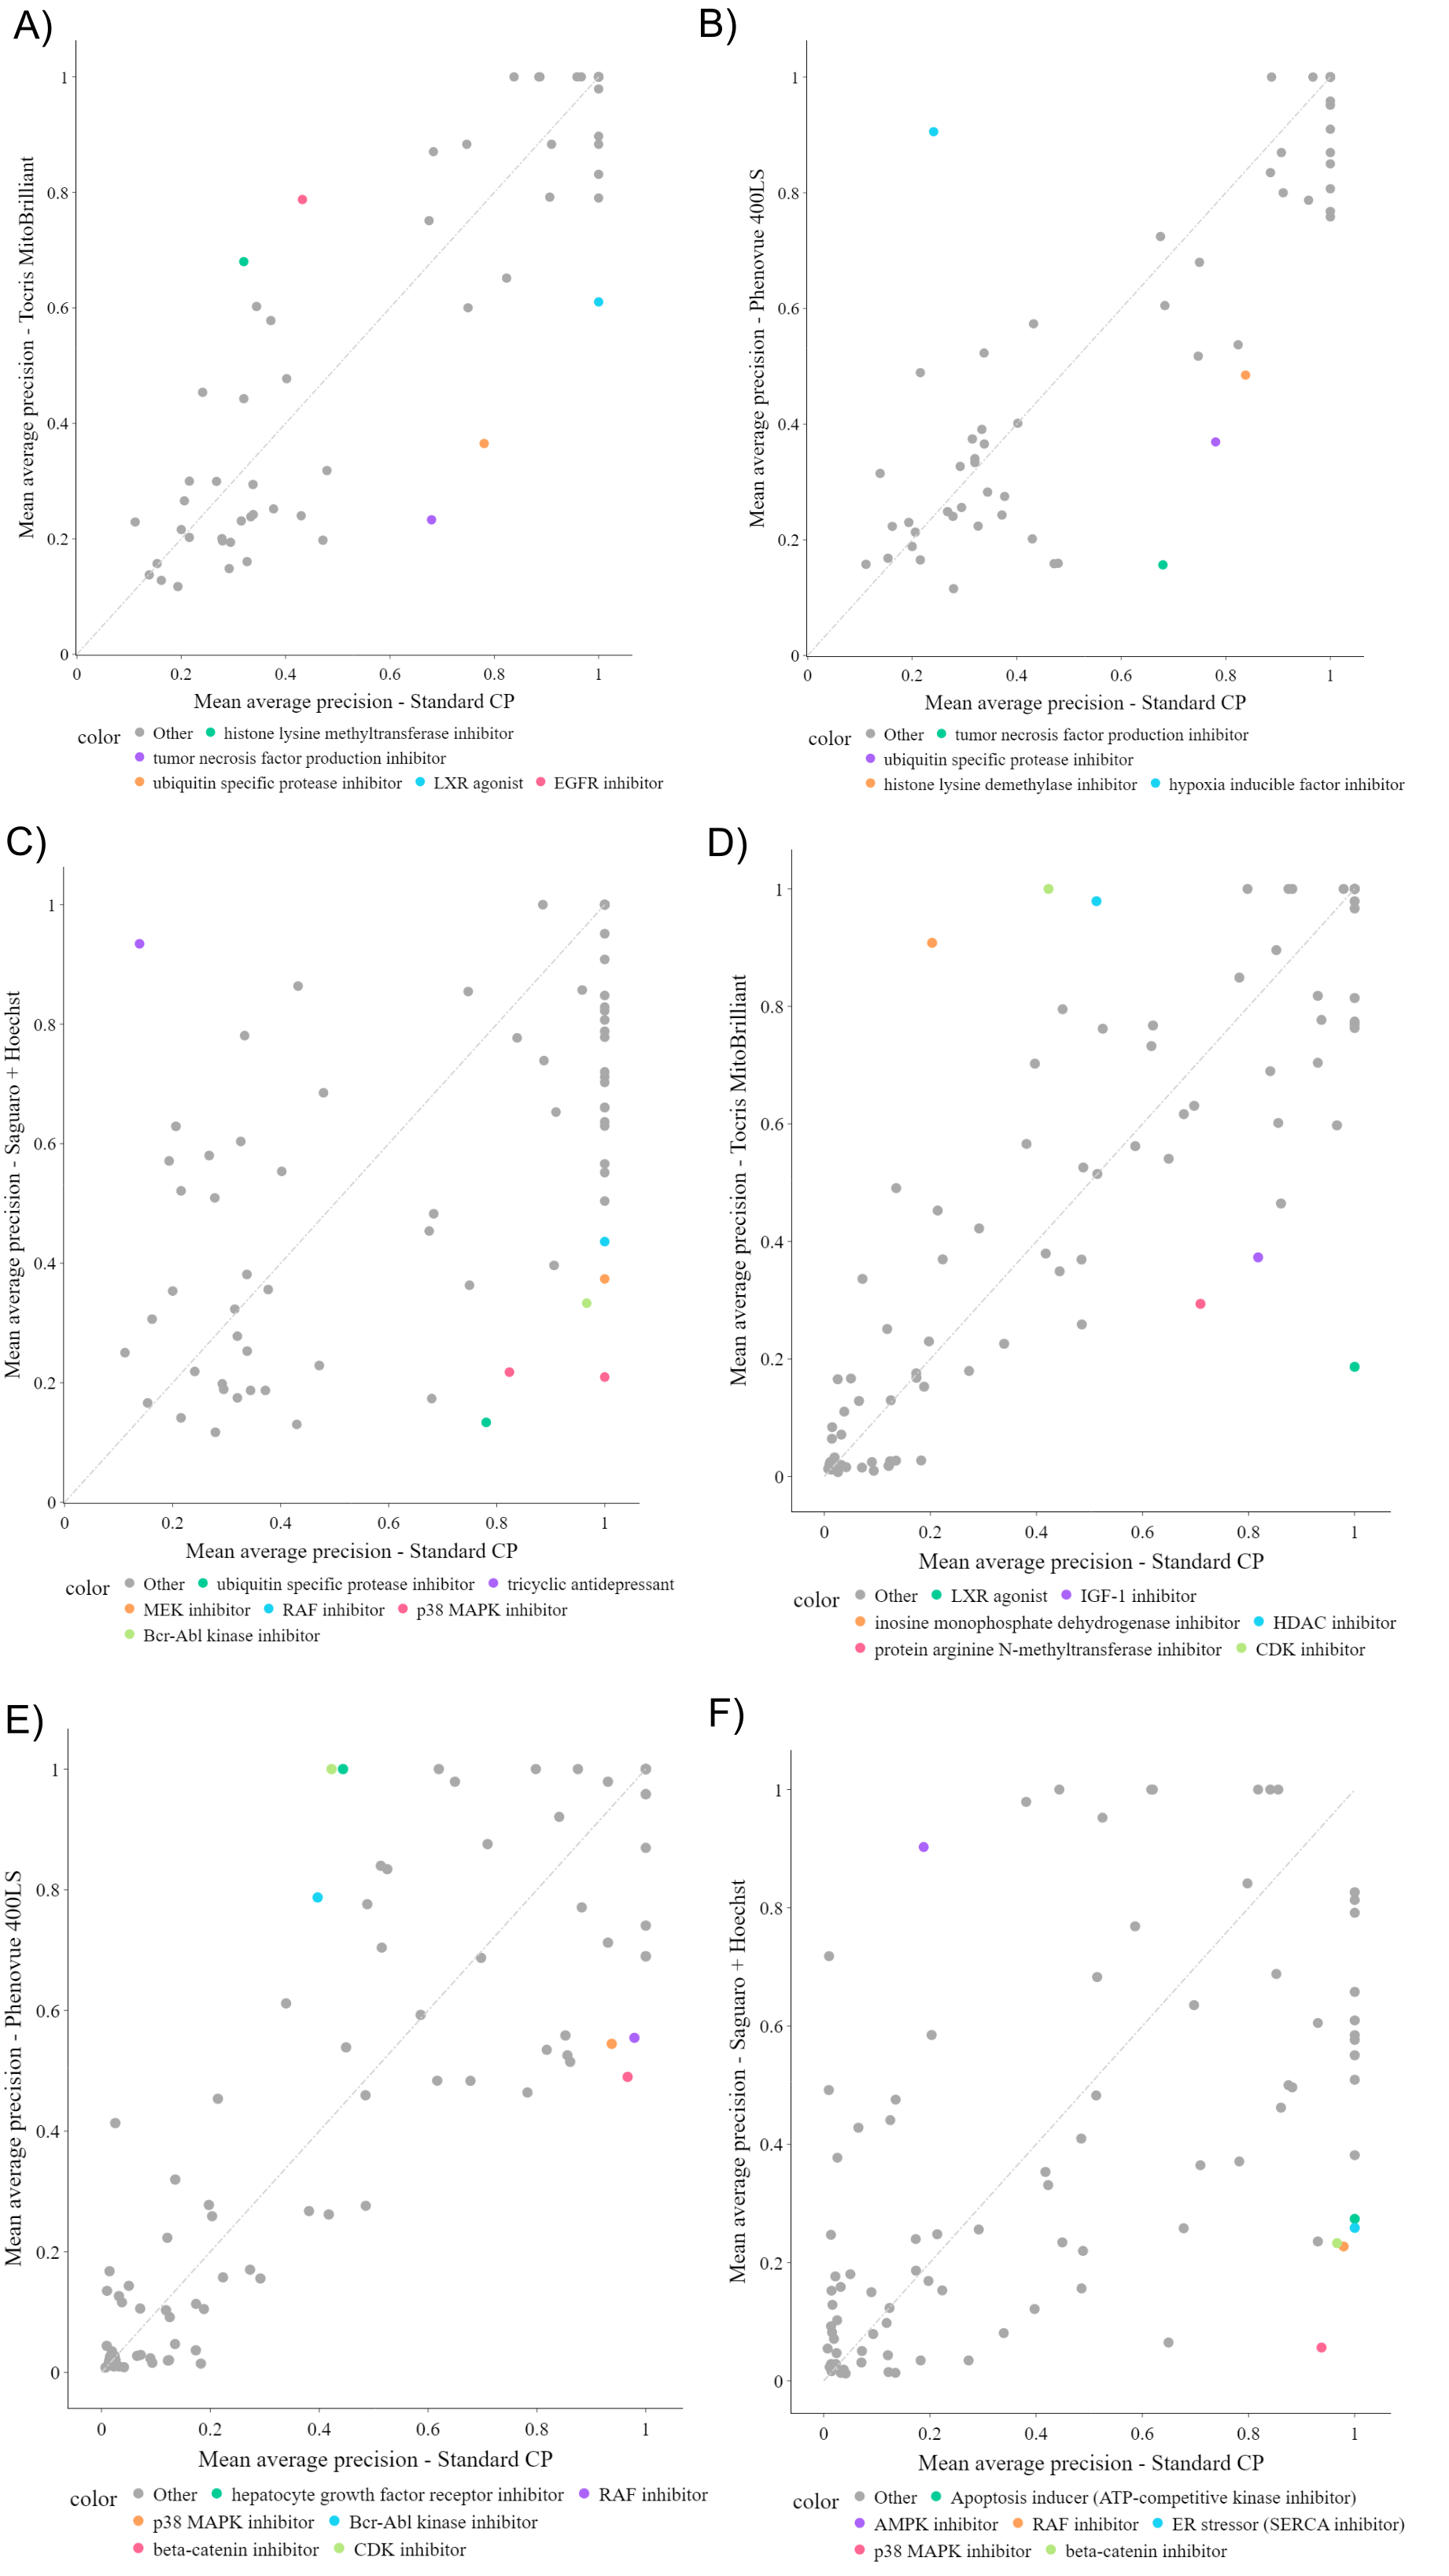 A)
Mean average precision - Tocris MitoBrilliant
1
0.8
0.6
0.4
0.2
0
0 0.2 0.4 0.6 0.8 1
Mean average precision - Standard CP
color Other histone lysine methyltransferase inhibitor
tumor necrosis factor production inhibitor
ubiquitin specific protease inhibitor LXR agonist EGFR inhibitor
B)
Mean average precision - Phenovue 400LS
1
0.8
0.6
0.4
0.2
0
0 0.2 0.4 0.6 0.8 1
Mean average precision - Standard CP
color Other tumor necrosis factor production inhibitor
ubiquitin specific protease inhibitor
histone lysine demethylase inhibitor hypoxia inducible factor inhibitor
C)
Mean average precision - Saguaro + Hoechst
1
0.8
0.6
0.4
0.2
0
0 0.2 0.4 0.6 0.8 1
Mean average precision - Standard CP
color Other ubiquitin specific protease inhibitor tricyclic antidepressant
MEK inhibitor RAF inhibitor p38 MAPK inhibitor
Bcr-Abl kinase inhibitor
D)
Mean average precision - Tocris MitoBrilliant
1
0.8
0.6
0.4
0.2
0
0 0.2 0.4 0.6 0.8 1
Mean average precision - Standard CP
color Other LXR agonist IGF-1 inhibitor
inosine monophosphate dehydrogenase inhibitor HDAC inhibitor
protein arginine N-methyltransferase inhibitor CDK inhibitor
E)
Mean average precision - Phenovue 400LS
1
0.8
0.6
0.4
0.2
0
0 0.2 0.4 0.6 0.8 1
Mean average precision - Standard CP
color Other hepatocyte growth factor receptor inhibitor RAF inhibitor
p38 MAPK inhibitor Bcr-Abl kinase inhibitor
beta-catenin inhibitor CDK inhibitor
F)
Mean average precision - Saguaro + Hoechst
1
0.8
0.6
0.4
0.2
0
0 0.2 0.4 0.6 0.8 1
Mean average precision - Standard CP
color Other Apoptosis inducer (ATP-competitive kinase inhibitor)
AMPK inhibitor RAF inhibitor ER stressor (SERCA inhibitor)
p38 MAPK inhibitor beta-catenin inhibitor